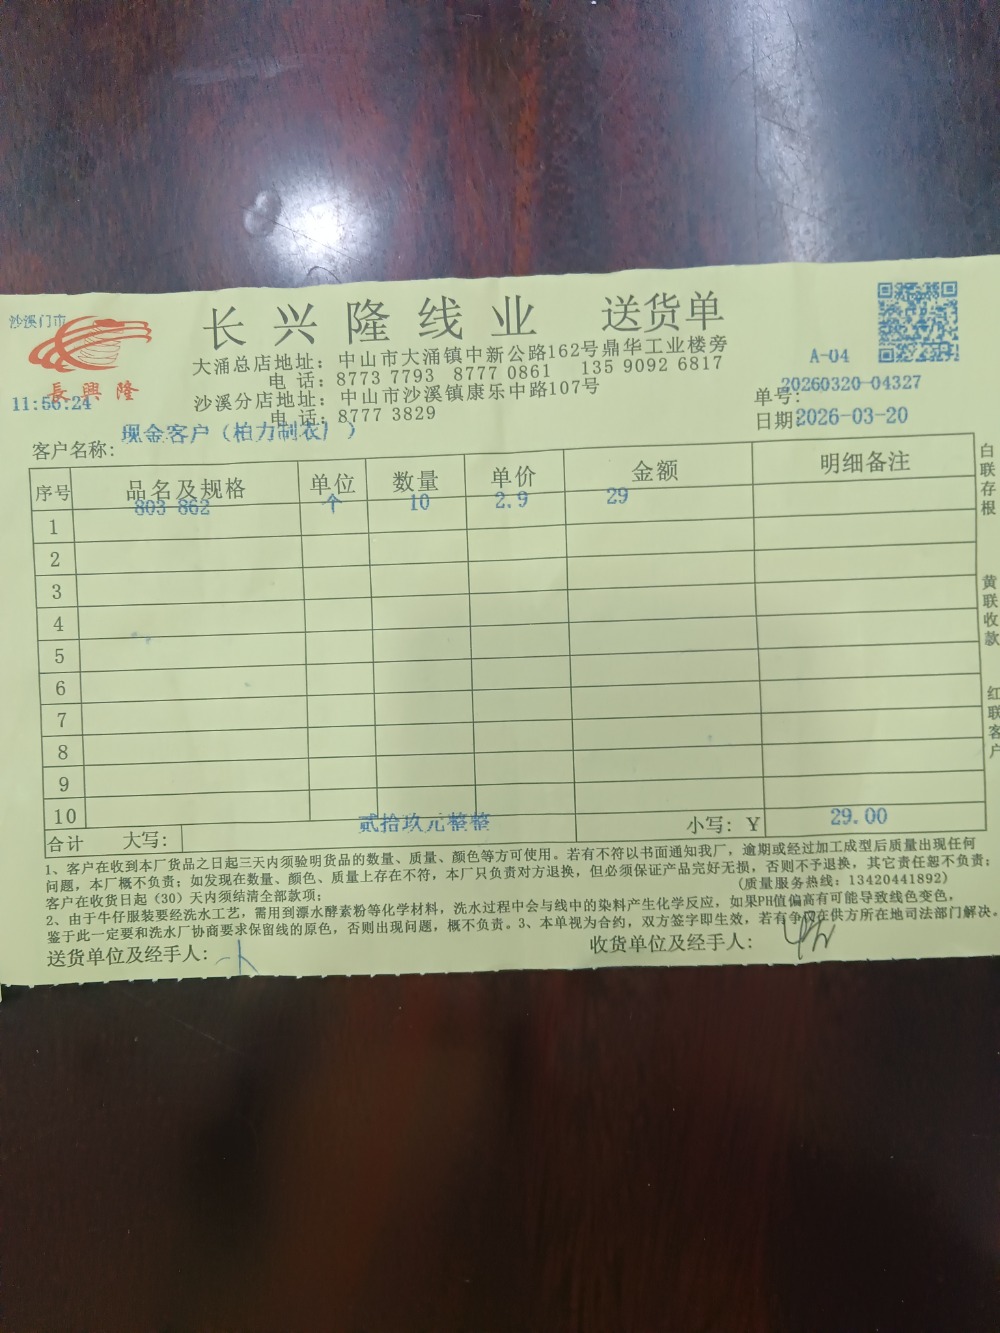 沙溪门市
長興隆
11:56:24
长兴隆线业 送货单
大涌总店地址：中山市大涌镇中新公路162号鼎华工业楼旁
电 话：8773 7793 8777 0861 135 9092 6817
沙溪分店地址：中山市沙溪镇康乐中路107号
电 话：8777 3829
A-04
单号：20260320-04327
日期：2026-03-20
客户名称：现金客户（柏力制衣厂）
序号 品名及规格 单位 数量 单价 金额 明细备注
1 803 862 个 10 2.9 29
2
3
4
5
6
7
8
9
10
合计 大写： 贰拾玖元整整 小写：Y 29.00
1、客户在收到本厂货品之日起三天内须验明货品的数量、质量、颜色等方可使用。若有不符以书面通知我厂，逾期或经过加工成型后质量出现任何
问题，本厂概不负责；如发现在数量、颜色、质量上存在不符，本厂只负责对方退换，但必须保证产品完好无损，否则不予退换，其它责任恕不负责；
客户在收货日起（30）天内须结清全部款项； (质量服务热线：13420441892)
2、由于牛仔服装要经洗水工艺，需用到漂水酵素粉等化学材料，洗水过程中会与线中的染料产生化学反应，如果PH值偏高有可能导致线色变色，
鉴于此一定要和洗水厂协商要求保留线的原色，否则出现问题，概不负责。3、本单视为合约，双方签字即生效，若有争议在供方所在地司法部门解决。
送货单位及经手人：
收货单位及经手人：
白联存根
黄联收款
红联客户